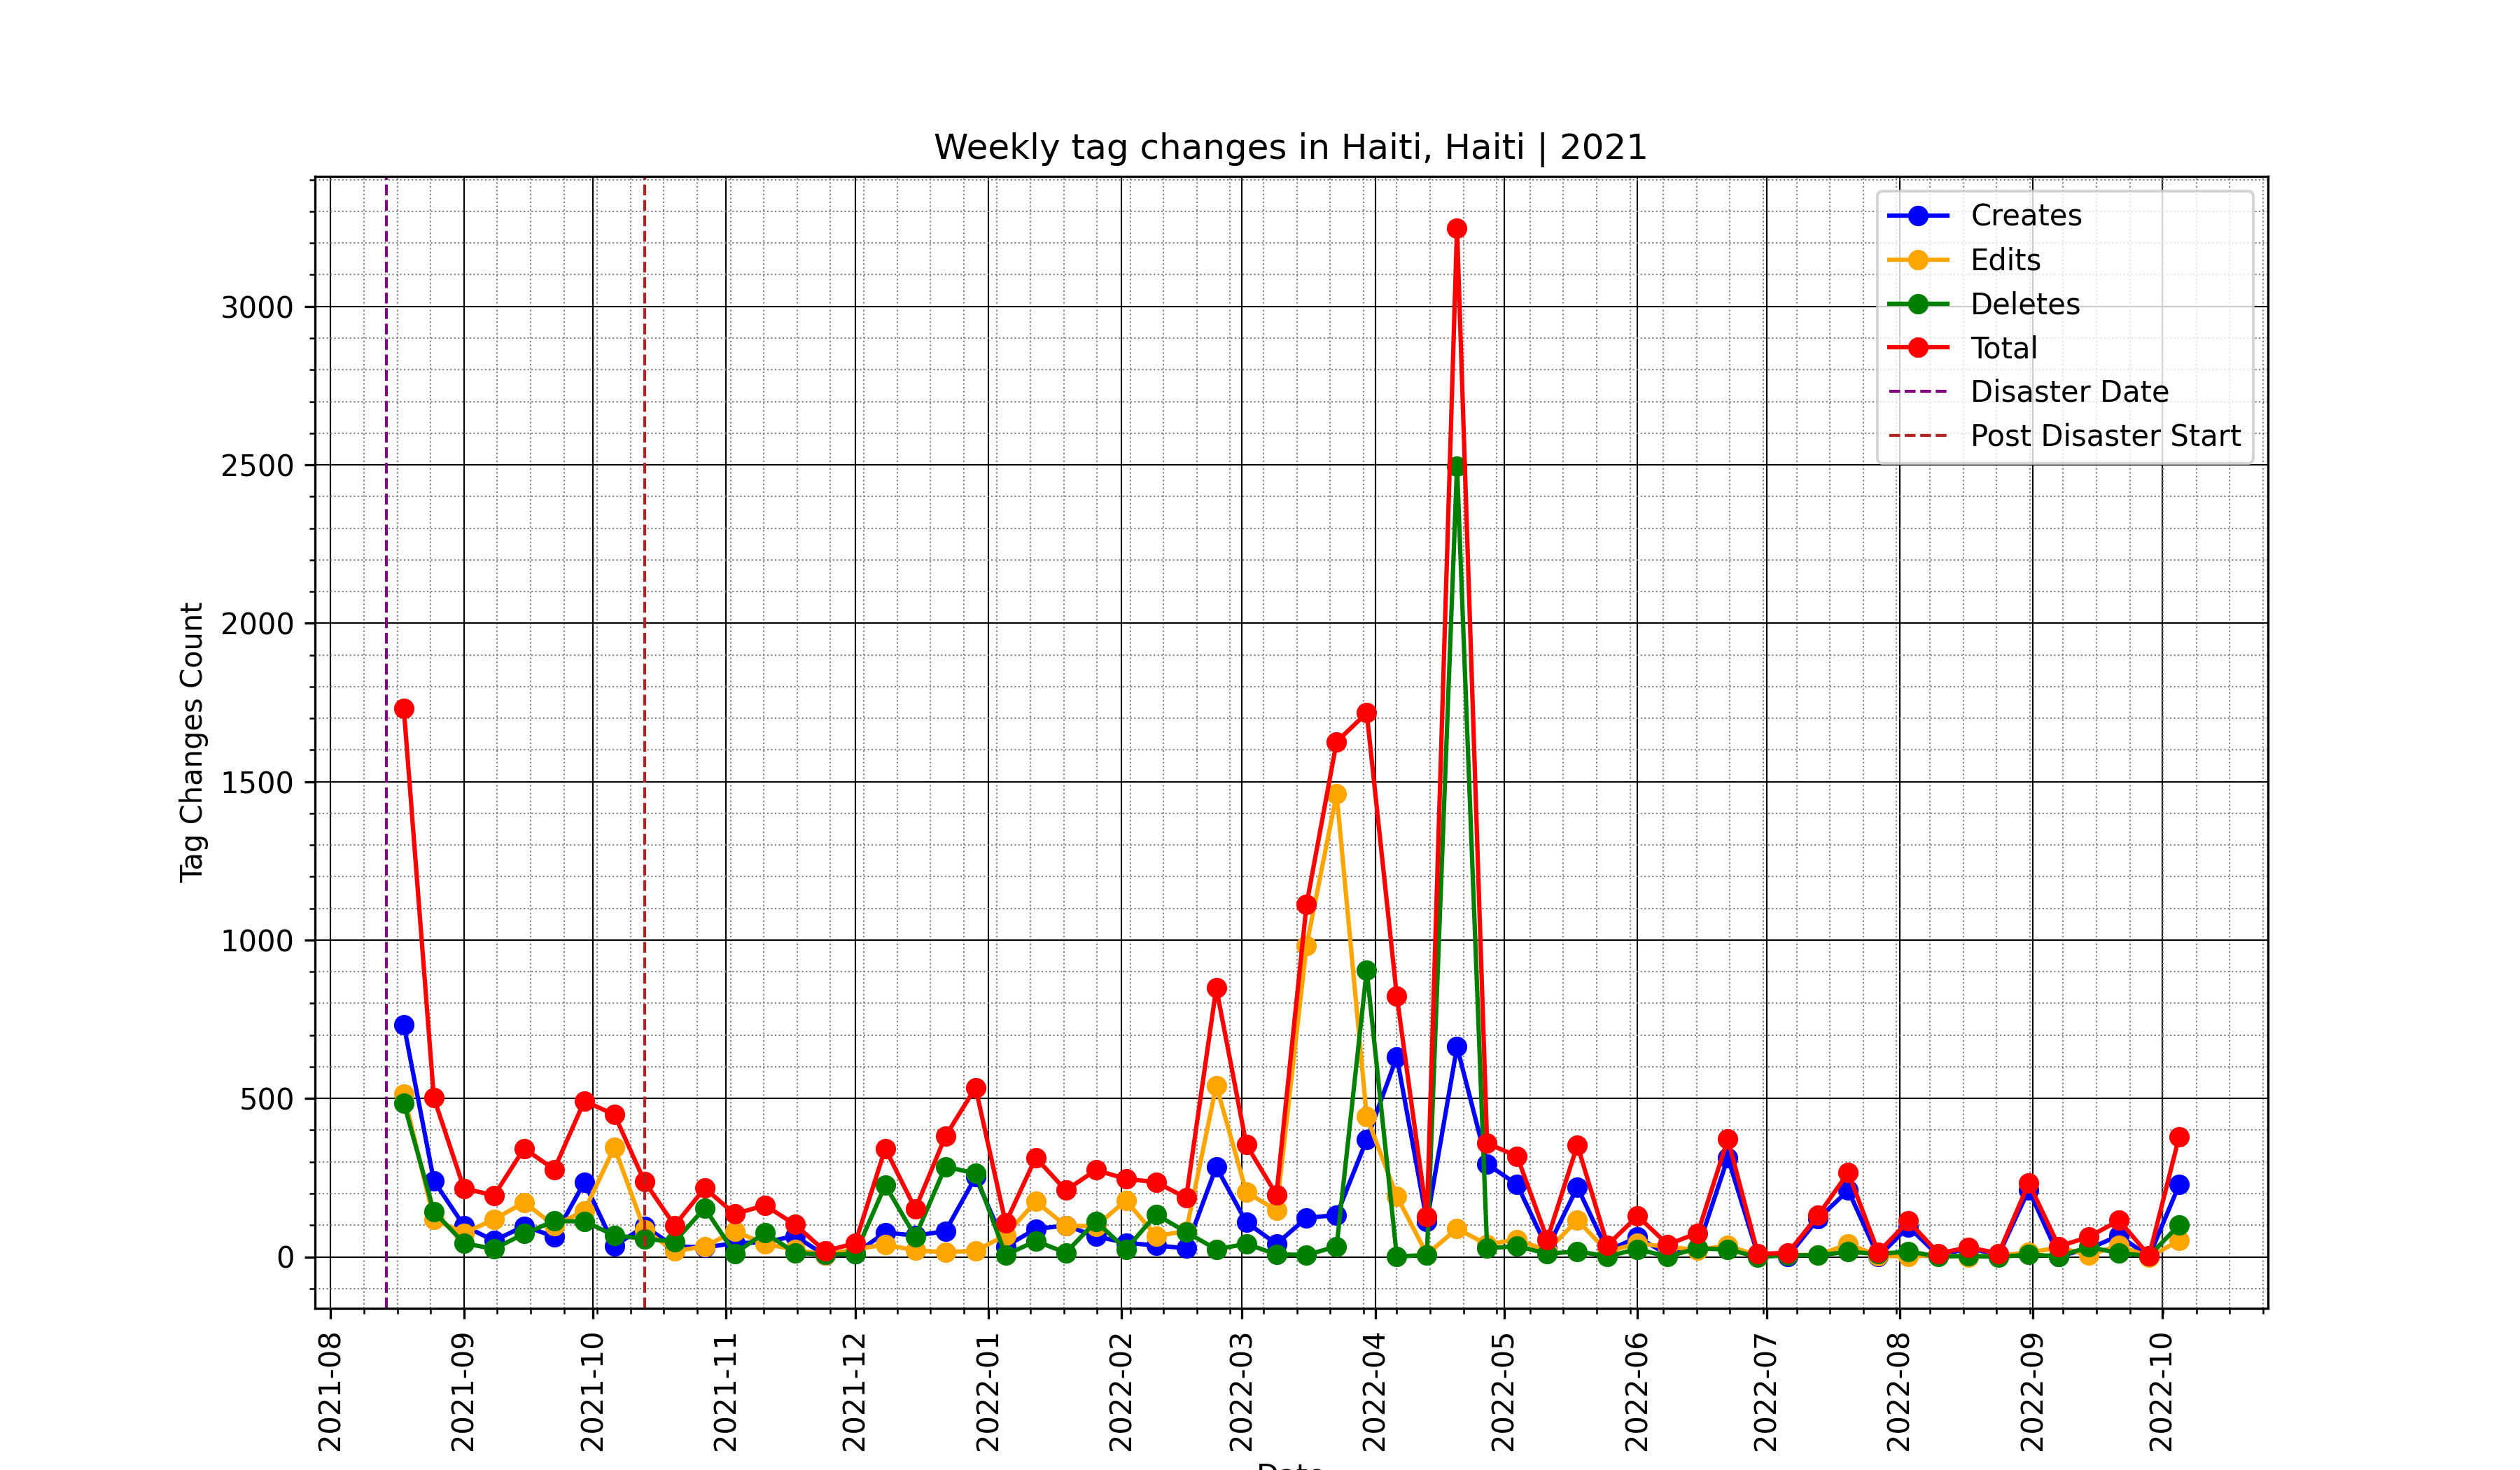 Weekly tag changes in Haiti, Haiti | 2021
Creates
Edits
Deletes
Total
Disaster Date
Post Disaster Start
Tag Changes Count
3000
2500
2000
1500
1000
500
0
2021-08
2021-09
2021-10
2021-11
2021-12
2022-01
2022-02
2022-03
2022-04
2022-05
2022-06
2022-07
2022-08
2022-09
2022-10
Date